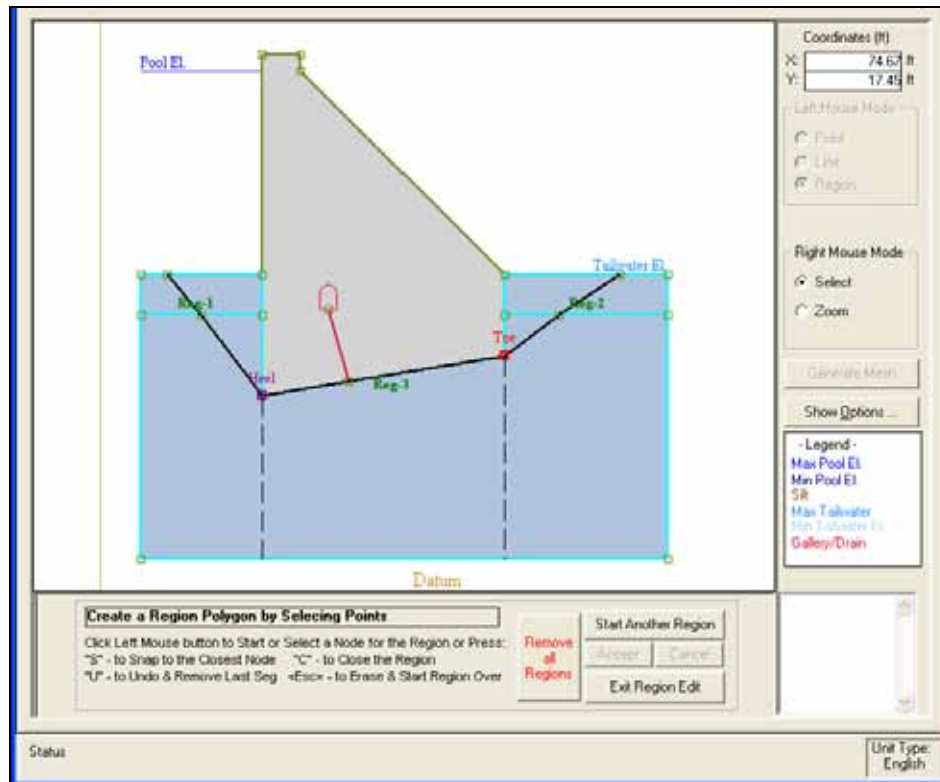 Pool El.
Tailwater El.
Reg-1
Reg-2
Toe
Heel
Reg-3
Datum
Coordinates (ft)
X: 74.67 ft
Y: 17.45 ft
Left Mouse Mode
Point
Line
Region
Right Mouse Mode
Select
Zoom
Generate Mesh
Show Options ...
- Legend -
Max Pool El.
Min Pool El
Silt
Max Tailwater
Min Tailwater El.
Gallery/Drain
Create a Region Polygon by Selecing Points
Click Left Mouse button to Start or Select a Node for the Region or Press:
"S" - to Snap to the Closest Node "C" - to Close the Region
"U" - to Undo & Remove Last Seg <Esc> - to Erase & Start Region Over
Remove all Regions
Start Another Region
Accept Cancel
Exit Region Edit
Status
Unit Type:
English